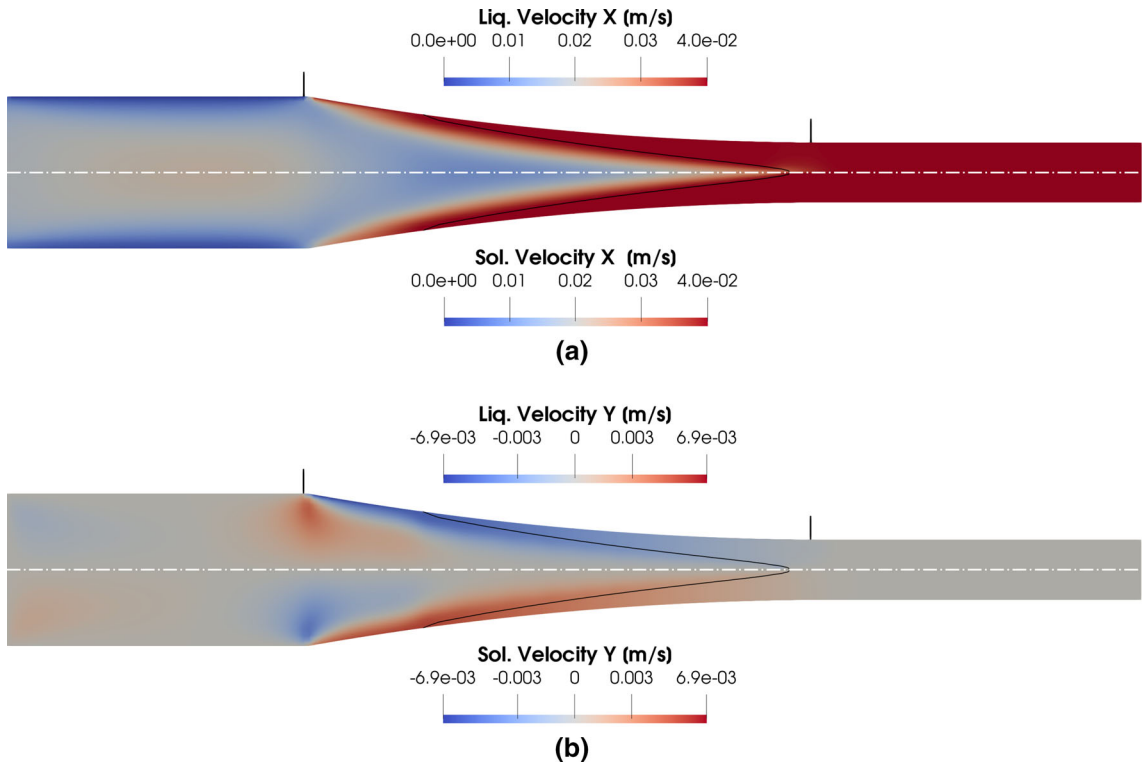 Liq. Velocity X (m/s)
0.0e+00 0.01 0.02 0.03 4.0e-02
Sol. Velocity X (m/s)
0.0e+00 0.01 0.02 0.03 4.0e-02
(a)
Liq. Velocity Y (m/s)
-6.9e-03 -0.003 0 0.003 6.9e-03
Sol. Velocity Y (m/s)
-6.9e-03 -0.003 0 0.003 6.9e-03
(b)